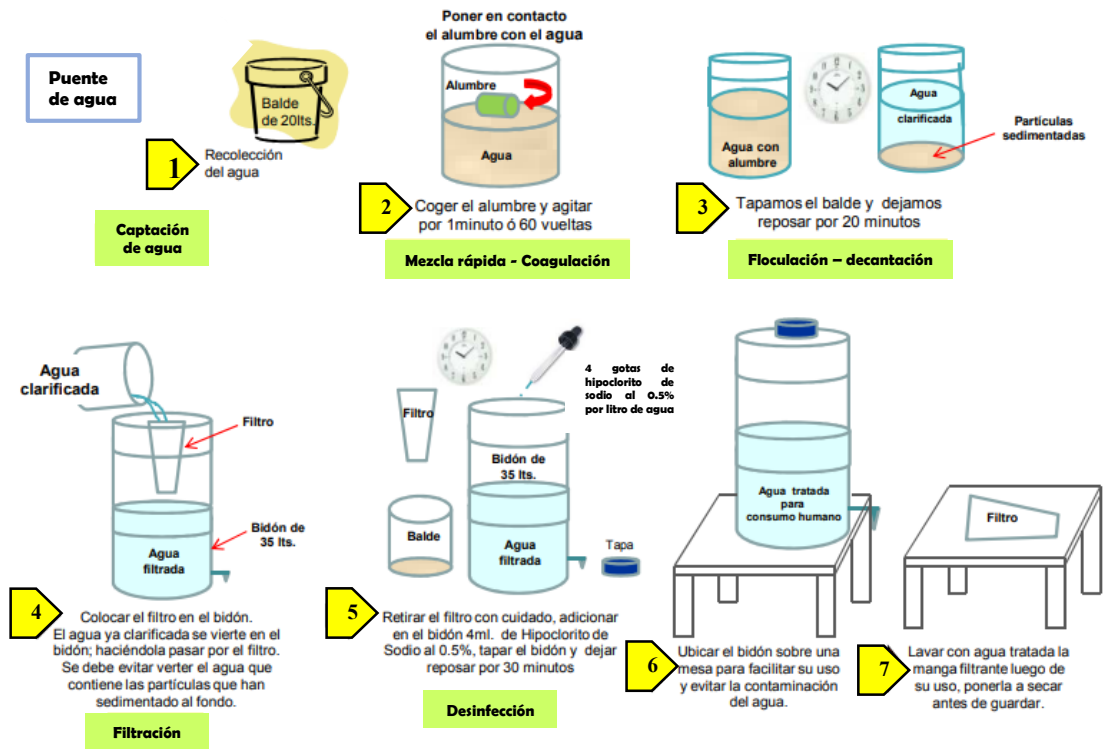 Puente
de agua
Balde
de 20lts.
1
Recolección
del agua
Captación
de agua
Poner en contacto
el alumbre con el agua
Alumbre
Agua
2
Coger el alumbre y agitar
por 1minuto ó 60 vueltas
Mezcla rápida - Coagulación
Agua con
alumbre
Agua
clarificada
Partículas
sedimentadas
3
Tapamos el balde y dejamos
reposar por 20 minutos
Floculación – decantación
Agua
clarificada
Filtro
Bidón de
35 lts.
Agua
filtrada
4
Colocar el filtro en el bidón.
El agua ya clarificada se vierte en el
bidón; haciéndola pasar por el filtro.
Se debe evitar verter el agua que
contiene las partículas que han
sedimentado al fondo.
Filtración
4 gotas de
hipoclorito de
sodio al 0.5%
por litro de agua
Filtro
Bidón de
35 lts.
Balde
Agua
filtrada
Tapa
5
Retirar el filtro con cuidado, adicionar
en el bidón 4ml. de Hipoclorito de
Sodio al 0.5%, tapar el bidón y dejar
reposar por 30 minutos
Desinfección
Agua tratada
para
consumo humano
6
Ubicar el bidón sobre una
mesa para facilitar su uso
y evitar la contaminación
del agua.
Filtro
7
Lavar con agua tratada la
manga filtrante luego de
su uso, ponerla a secar
antes de guardar.